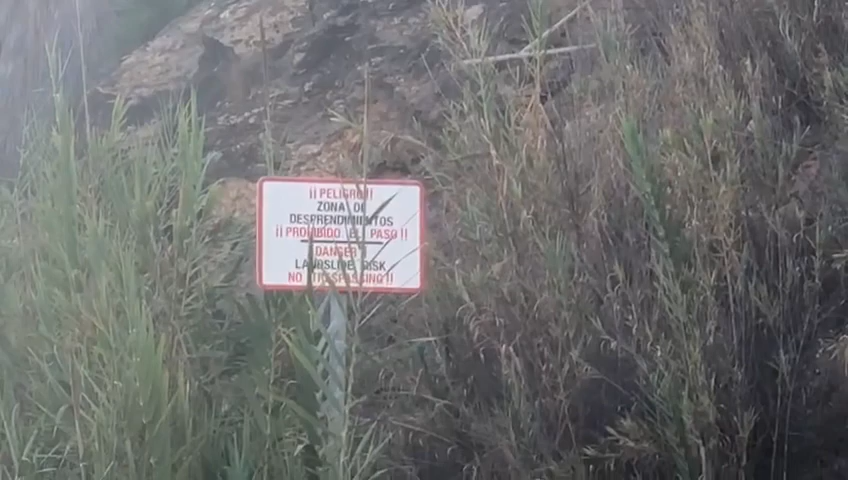 ¡¡ PELIGRO !!
ZONA DE
DESPRENDIMIENTOS
¡¡ PROHIBIDO EL PASO !!
DANGER
LANDSLIDE RISK
NO TRESPASSING !!